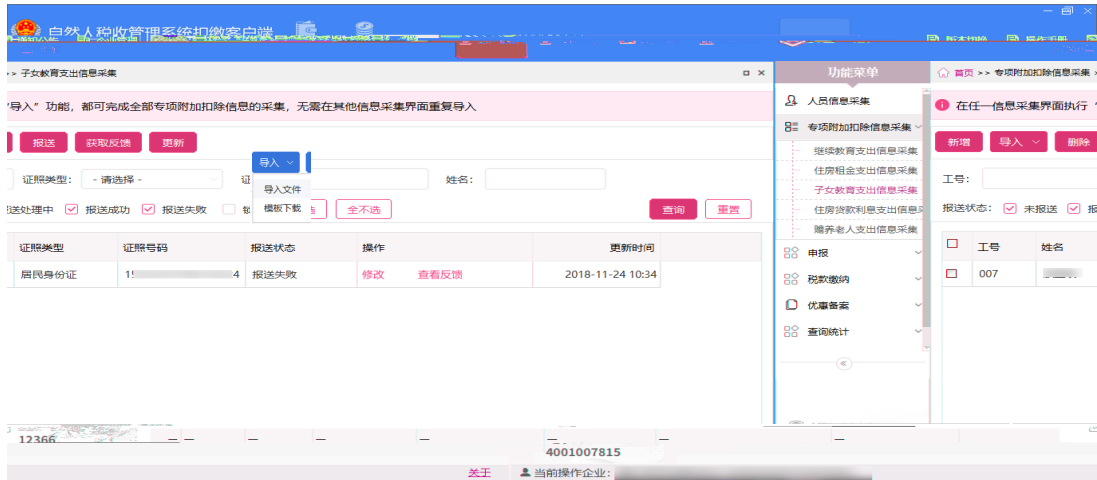 自然人税收管理系统扣缴客户端
版本切换 操作手册
>> 子女教育支出信息采集
功能菜单
首页 >> 专项附加扣除信息采集 >
"导入"功能，都可完成全部专项附加扣除信息的采集，无需在其他信息采集界面重复导入
人员信息采集
在任一信息采集界面执行 "
专项附加扣除信息采集
报送 获取反馈 更新
新增 导入 删除
继续教育支出信息采集
导入
住房租金支出信息采集
证照类型： - 请选择 -
姓名：
工号：
导入文件
子女教育支出信息采集
送处理中 报送成功 报送失败
模板下载
全不选
查询 重置
住房贷款利息支出信息
报送状态： 未报送 报
赡养老人支出信息采集
证照类型 证照号码 报送状态 操作 更新时间
工号 姓名
申报
居民身份证 15 4 报送失败 修改 查看反馈 2018-11-24 10:34
007
税款缴纳
优惠备案
查询统计
12366
4001007815
关于 当前操作企业：